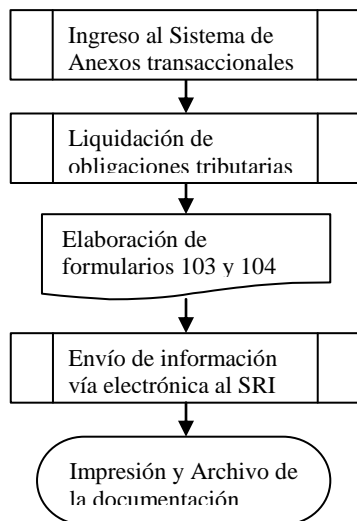 Ingreso al Sistema de
Anexos transaccionales
Liquidación de
obligaciones tributarias
Elaboración de
formularios 103 y 104
Envío de información
vía electrónica al SRI
Impresión y Archivo de
la documentación